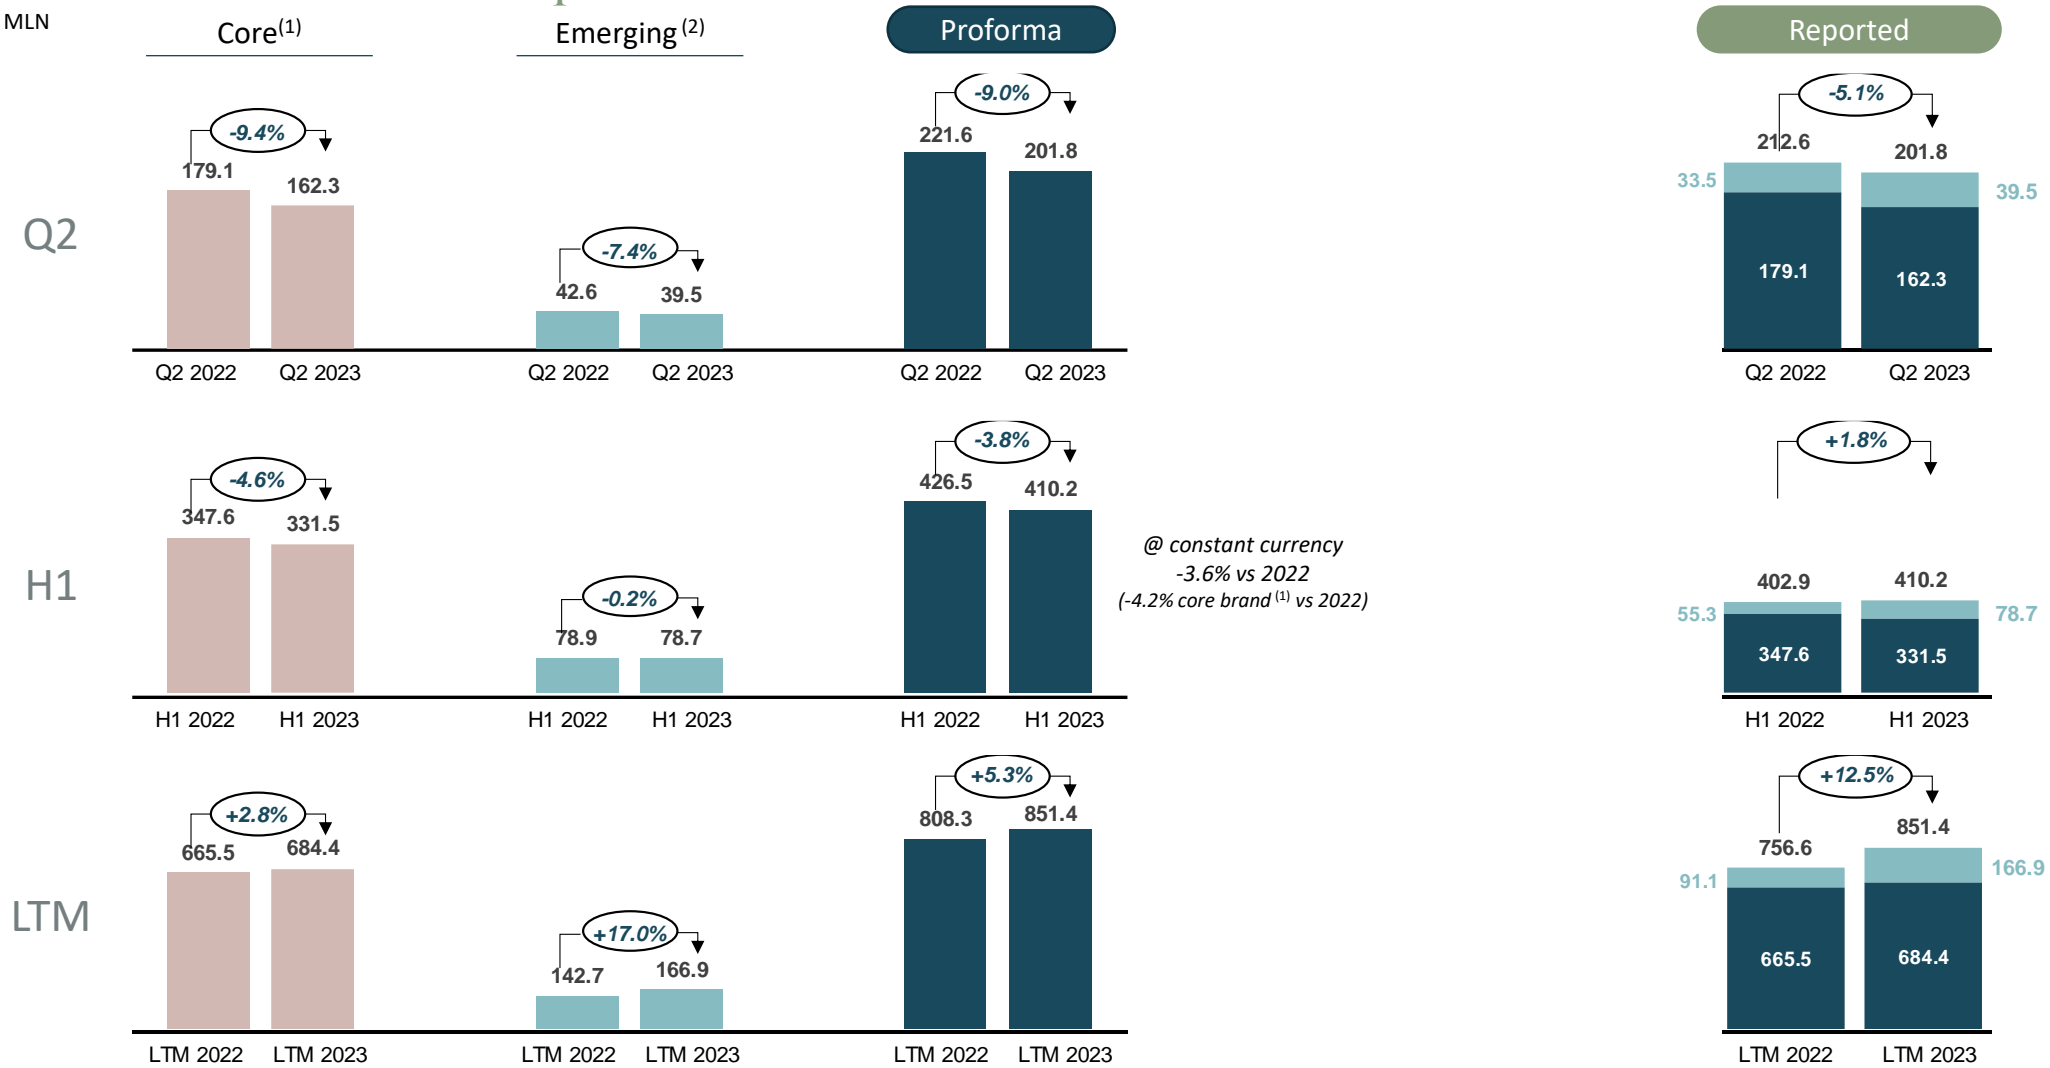 MLN
Core(1)
Emerging (2)
Proforma
Reported
Q2
-9.4%
179.1
162.3
Q2 2022
Q2 2023
-7.4%
42.6
39.5
Q2 2022
Q2 2023
-9.0%
221.6
201.8
Q2 2022
Q2 2023
-5.1%
212.6
201.8
33.5
39.5
179.1
162.3
Q2 2022
Q2 2023
H1
-4.6%
347.6
331.5
H1 2022
H1 2023
-0.2%
78.9
78.7
H1 2022
H1 2023
-3.8%
426.5
410.2
H1 2022
H1 2023
@ constant currency
-3.6% vs 2022
(-4.2% core brand (1) vs 2022)
+1.8%
402.9
410.2
55.3
78.7
347.6
331.5
H1 2022
H1 2023
LTM
+2.8%
665.5
684.4
LTM 2022
LTM 2023
+17.0%
142.7
166.9
LTM 2022
LTM 2023
+5.3%
808.3
851.4
LTM 2022
LTM 2023
+12.5%
756.6
851.4
91.1
166.9
665.5
684.4
LTM 2022
LTM 2023